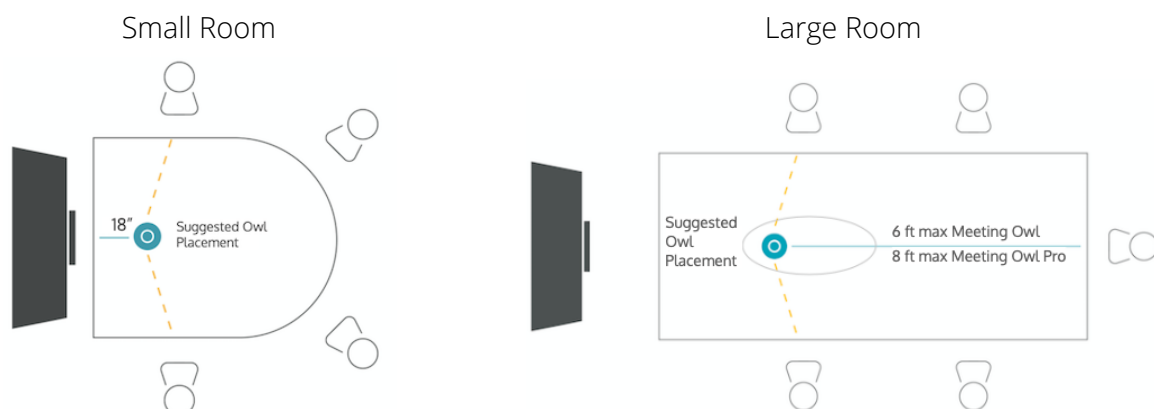 Small Room
Large Room
18”
Suggested Owl
Placement
Suggested
Owl
Placement
6 ft max Meeting Owl
8 ft max Meeting Owl Pro